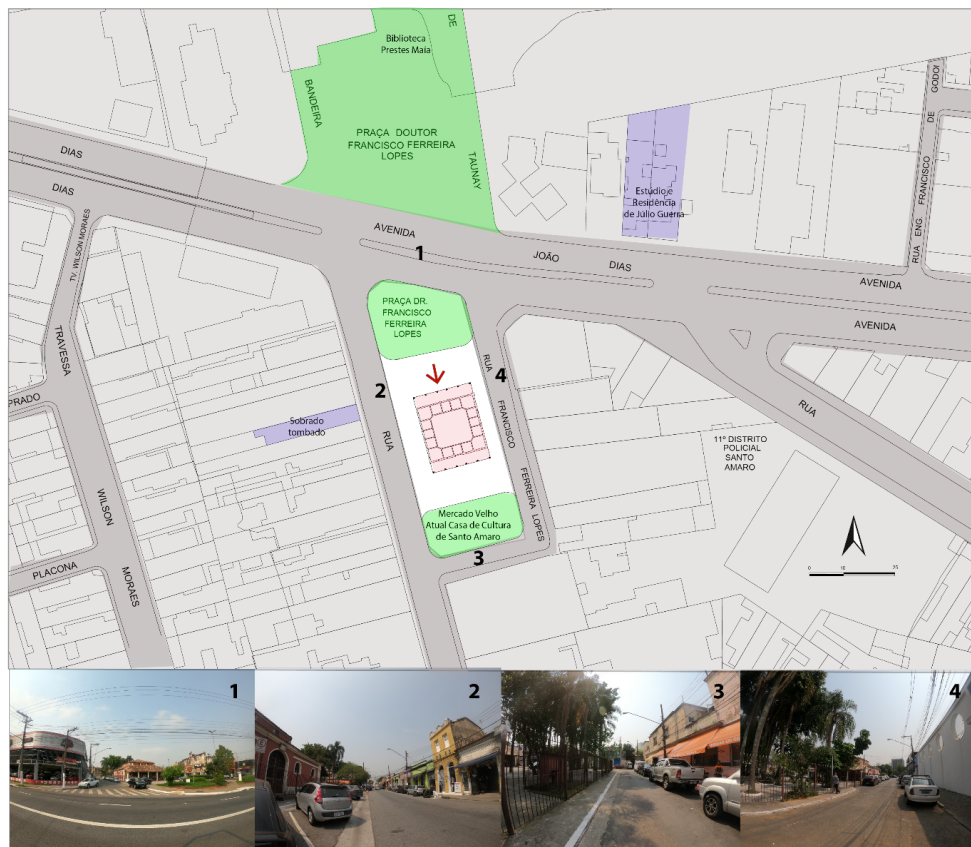 DE
Biblioteca
Prestes Maia
BANDEIRA
PRAÇA DOUTOR
FRANCISCO FERREIRA
LOPES
TAUNAY
GODOI
DE
RUA ENG. FRANCISCO
DIAS
DIAS
Estúdio e
Residência
de Júlio Guerra
AVENIDA
JOÃO
DIAS
1
AVENIDA
AVENIDA
TV. WILSON MORAES
TRAVESSA
PRAÇA DR.
FRANCISCO
FERREIRA
LOPES
2
RUA
4
PRADO
RUA
Sobrado
tombado
FRANCISCO
RUA
11º DISTRITO
POLICIAL
SANTO
AMARO
FERREIRA LOPES
WILSON
Mercado Velho
Atual Casa de Cultura
de Santo Amaro
3
PLACONA
MORAES
0 10 25
1
2
3
4